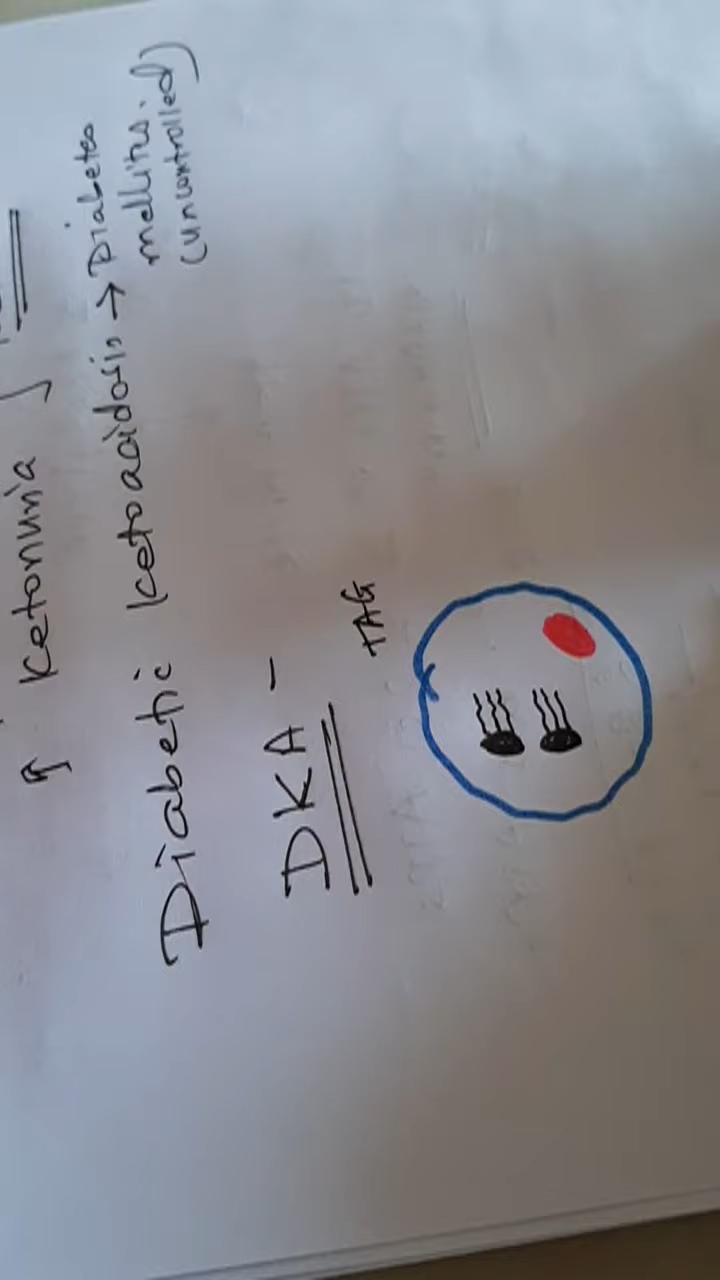 ↑ Ketonuria }
Diabetic ketoacidosis → Diabetes
mellitus.
(uncontrolled)
DKA -
TAG